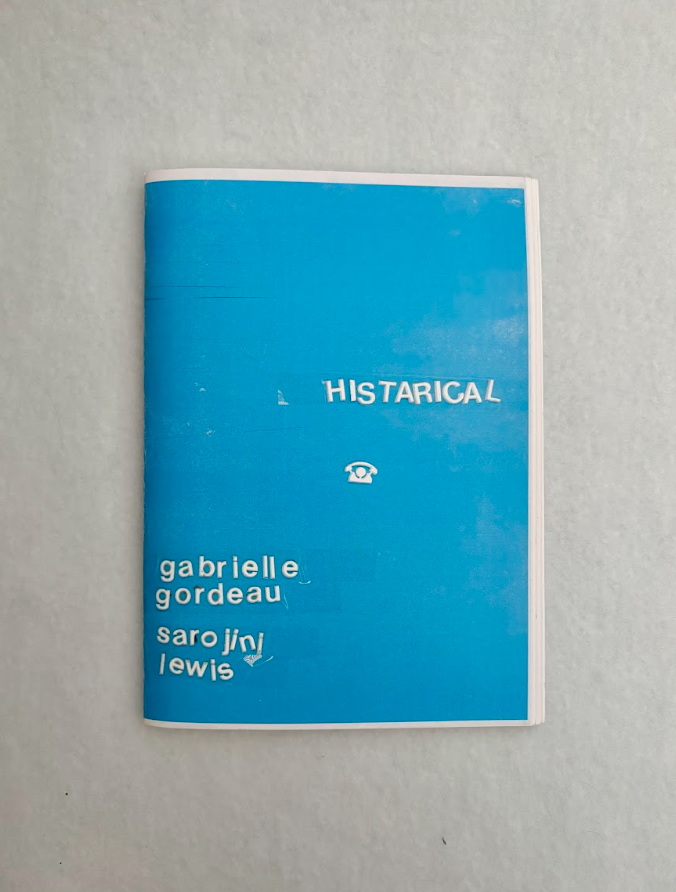 HISTARICAL
gabrielle
gordeau
sarojini
lewis